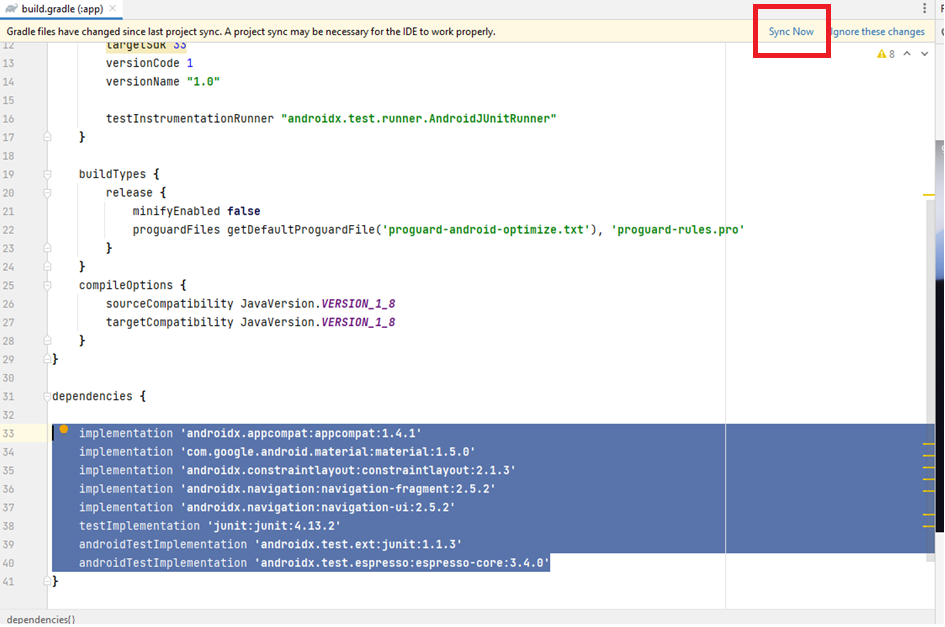 build.gradle (:app)
Gradle files have changed since last project sync. A project sync may be necessary for the IDE to work properly.
Sync Now
Ignore these changes
8
12 targetSdk 33
13 versionCode 1
14 versionName "1.0"
15
16 testInstrumentationRunner "androidx.test.runner.AndroidJUnitRunner"
17 }
18
19 buildTypes {
20 release {
21 minifyEnabled false
22 proguardFiles getDefaultProguardFile('proguard-android-optimize.txt'), 'proguard-rules.pro'
23 }
24 }
25 compileOptions {
26 sourceCompatibility JavaVersion.VERSION_1_8
27 targetCompatibility JavaVersion.VERSION_1_8
28 }
29 }
30
31 dependencies {
32
33 implementation 'androidx.appcompat:appcompat:1.4.1'
34 implementation 'com.google.android.material:material:1.5.0'
35 implementation 'androidx.constraintlayout:constraintlayout:2.1.3'
36 implementation 'androidx.navigation:navigation-fragment:2.5.2'
37 implementation 'androidx.navigation:navigation-ui:2.5.2'
38 testImplementation 'junit:junit:4.13.2'
39 androidTestImplementation 'androidx.test.ext:junit:1.1.3'
40 androidTestImplementation 'androidx.test.espresso:espresso-core:3.4.0'
41 }
dependencies{}